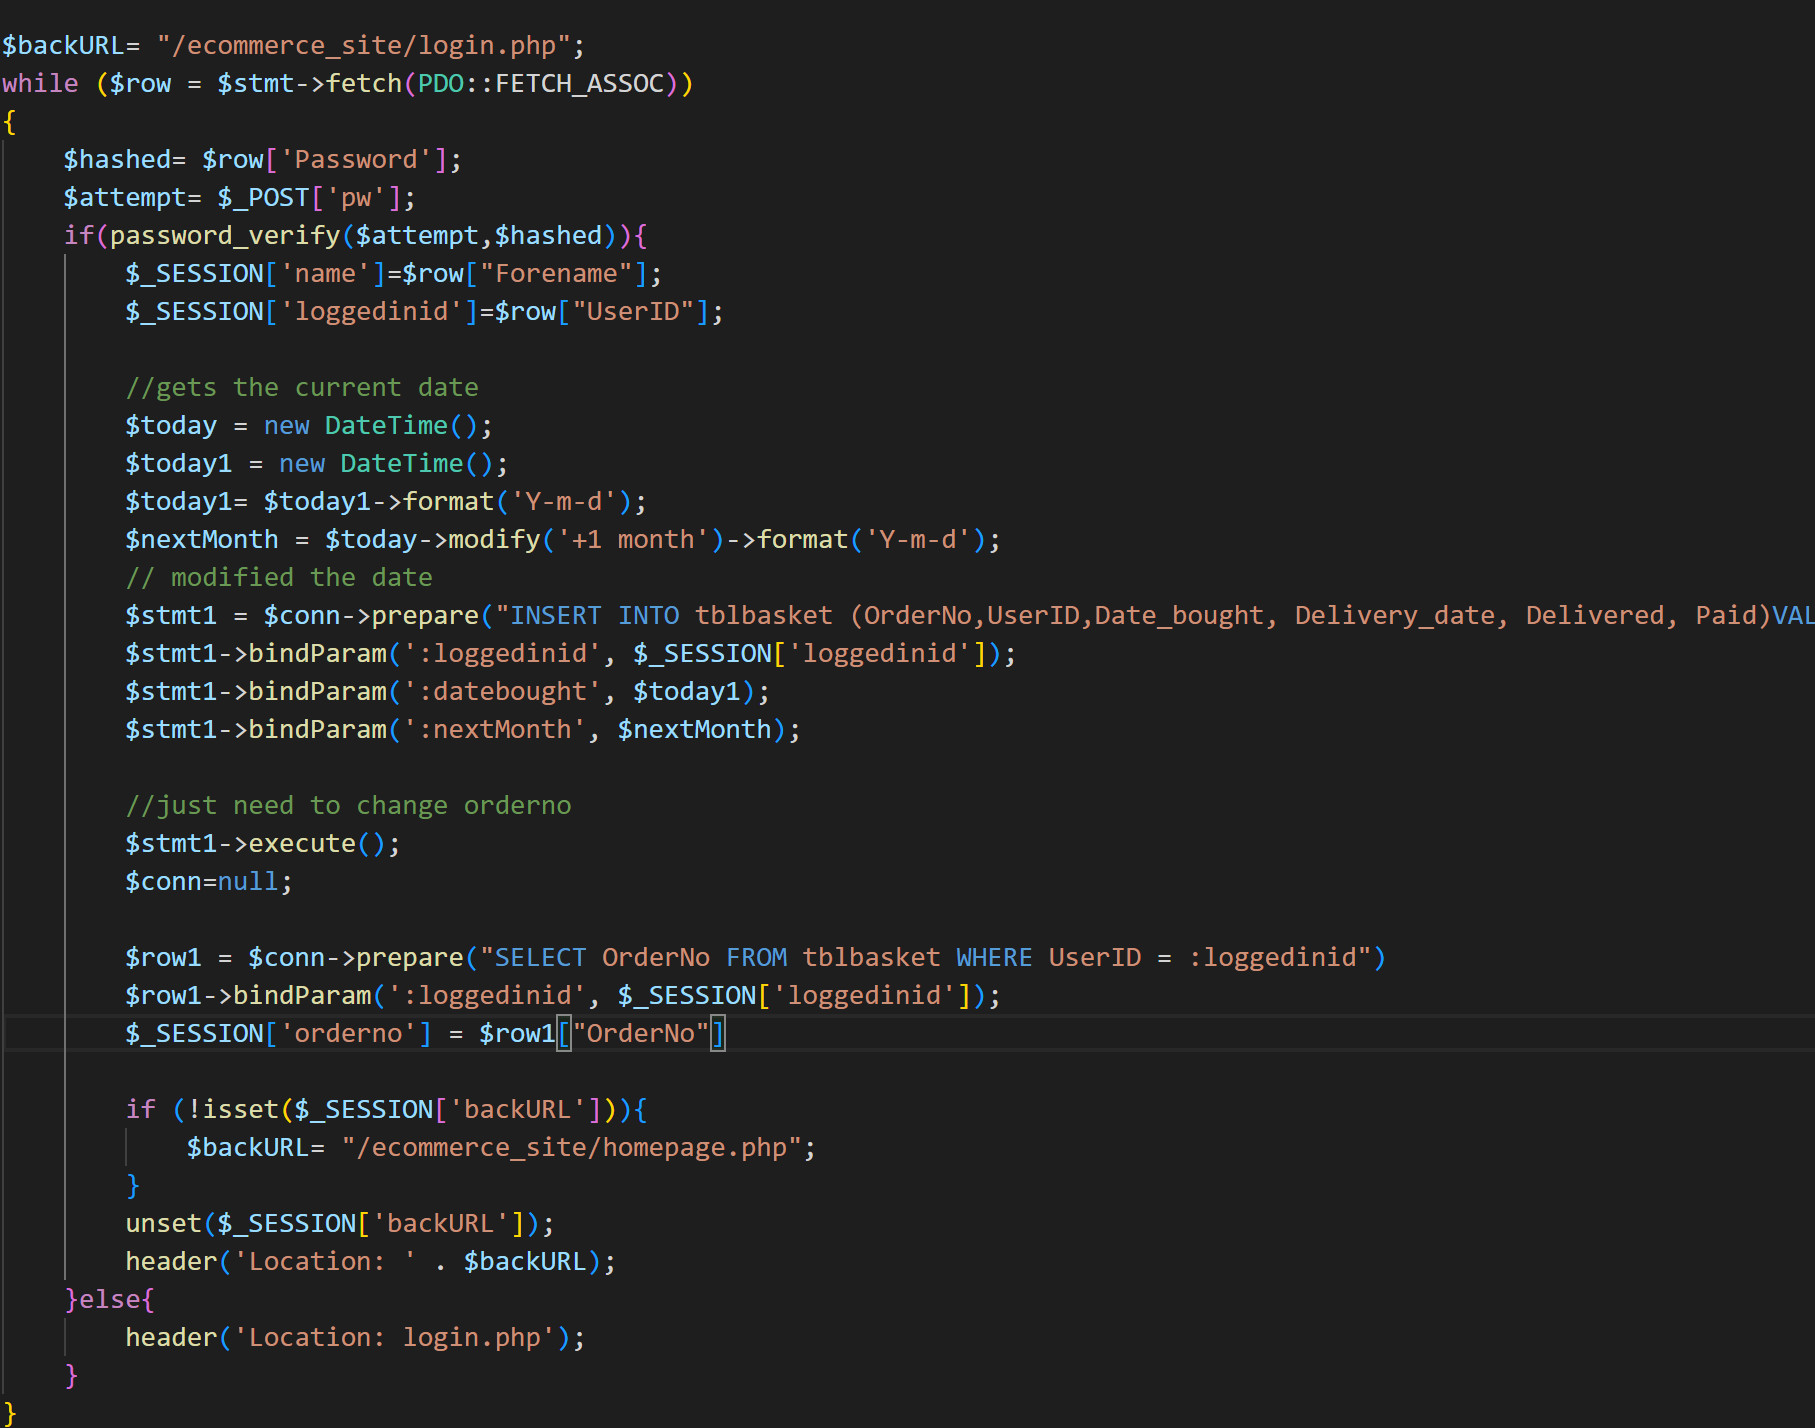 $backURL= "/ecommerce_site/login.php";
while ($row = $stmt->fetch(PDO::FETCH_ASSOC))
{
    $hashed= $row['Password'];
    $attempt= $_POST['pw'];
    if(password_verify($attempt,$hashed)){
        $_SESSION['name']=$row["Forename"];
        $_SESSION['loggedinid']=$row["UserID"];

        //gets the current date
        $today = new DateTime();
        $today1 = new DateTime();
        $today1= $today1->format('Y-m-d');
        $nextMonth = $today->modify('+1 month')->format('Y-m-d');
        // modified the date
        $stmt1 = $conn->prepare("INSERT INTO tblbasket (OrderNo,UserID,Date_bought, Delivery_date, Delivered, Paid)VAL
        $stmt1->bindParam(':loggedinid', $_SESSION['loggedinid']);
        $stmt1->bindParam(':datebought', $today1);
        $stmt1->bindParam(':nextMonth', $nextMonth);

        //just need to change orderno
        $stmt1->execute();
        $conn=null;

        $row1 = $conn->prepare("SELECT OrderNo FROM tblbasket WHERE UserID = :loggedinid")
        $row1->bindParam(':loggedinid', $_SESSION['loggedinid']);
        $_SESSION['orderno'] = $row1["OrderNo"]

        if (!isset($_SESSION['backURL'])){
            $backURL= "/ecommerce_site/homepage.php";
        }
        unset($_SESSION['backURL']);
        header('Location: ' . $backURL);
    }else{
        header('Location: login.php');
    }
}